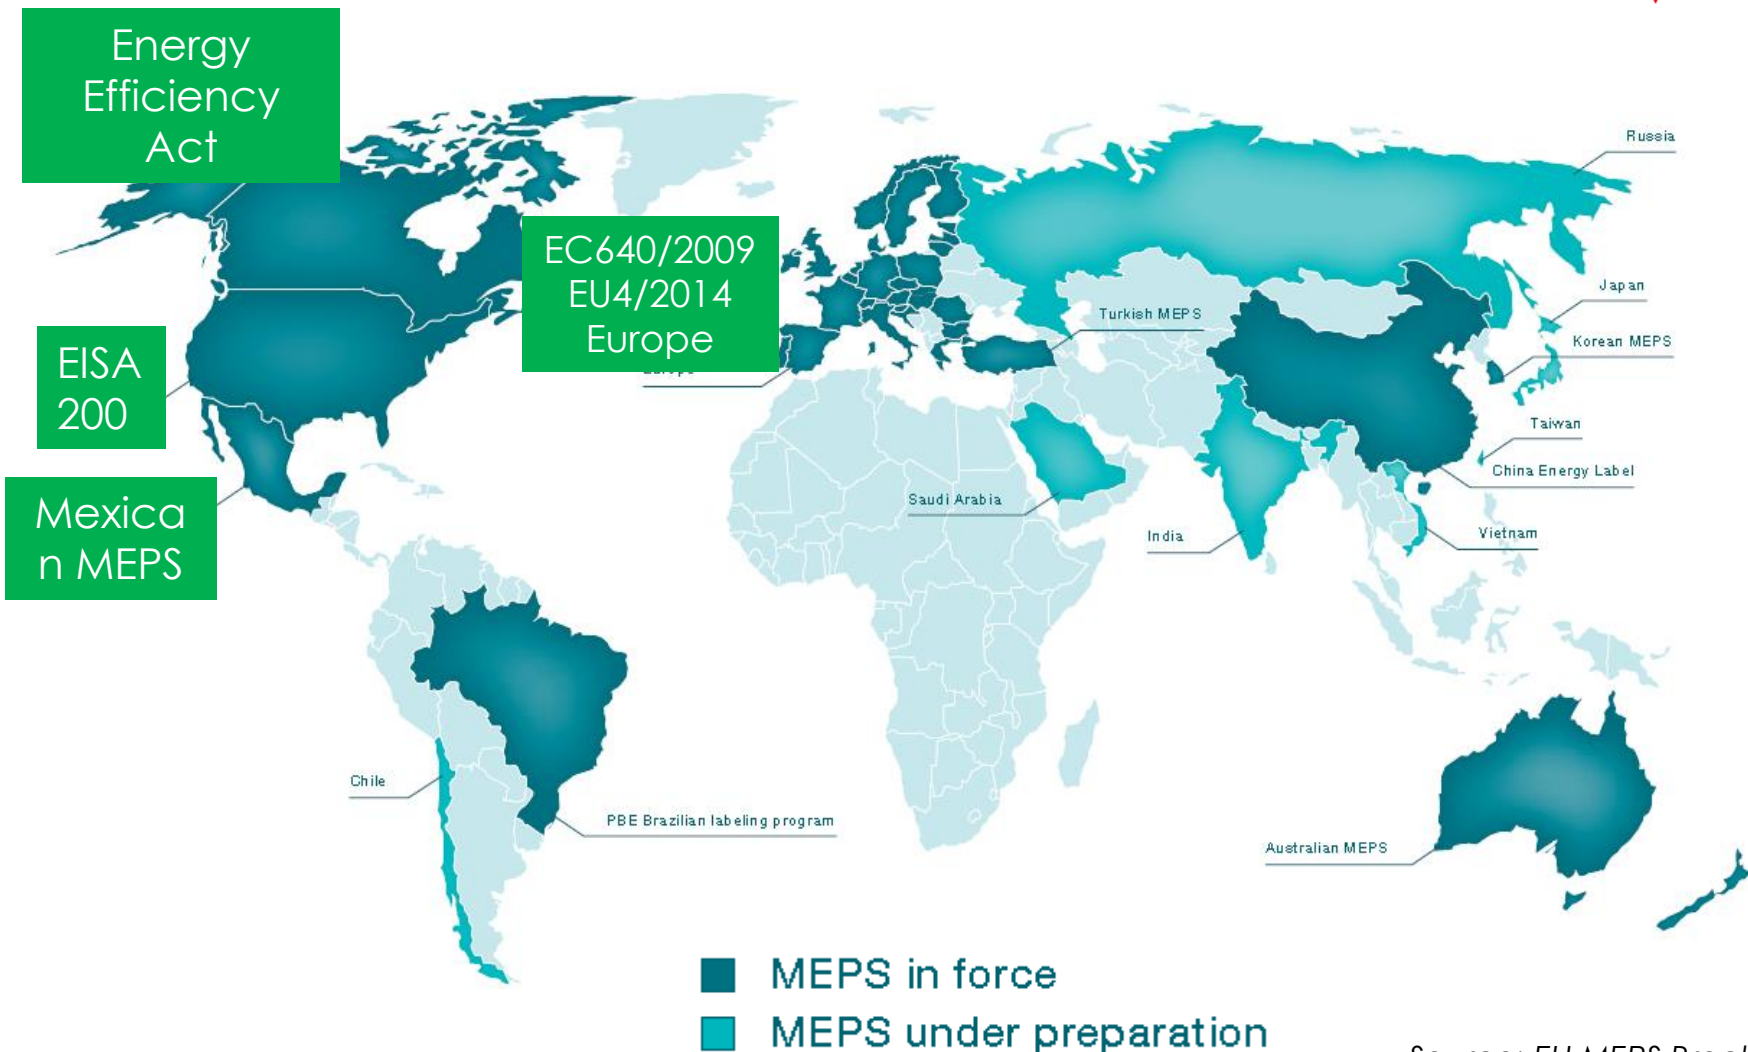 Energy
Efficiency
Act
Russia
EC640/2009
EU4/2014
Europe
Japan
Turkish MEPS
Korean MEPS
EISA
200
Europe
Taiwan
China Energy Label
Mexica
n MEPS
Saudi Arabia
India
Vietnam
Chile
PBE Brazilian labeling program
Australian MEPS
MEPS in force
MEPS under preparation